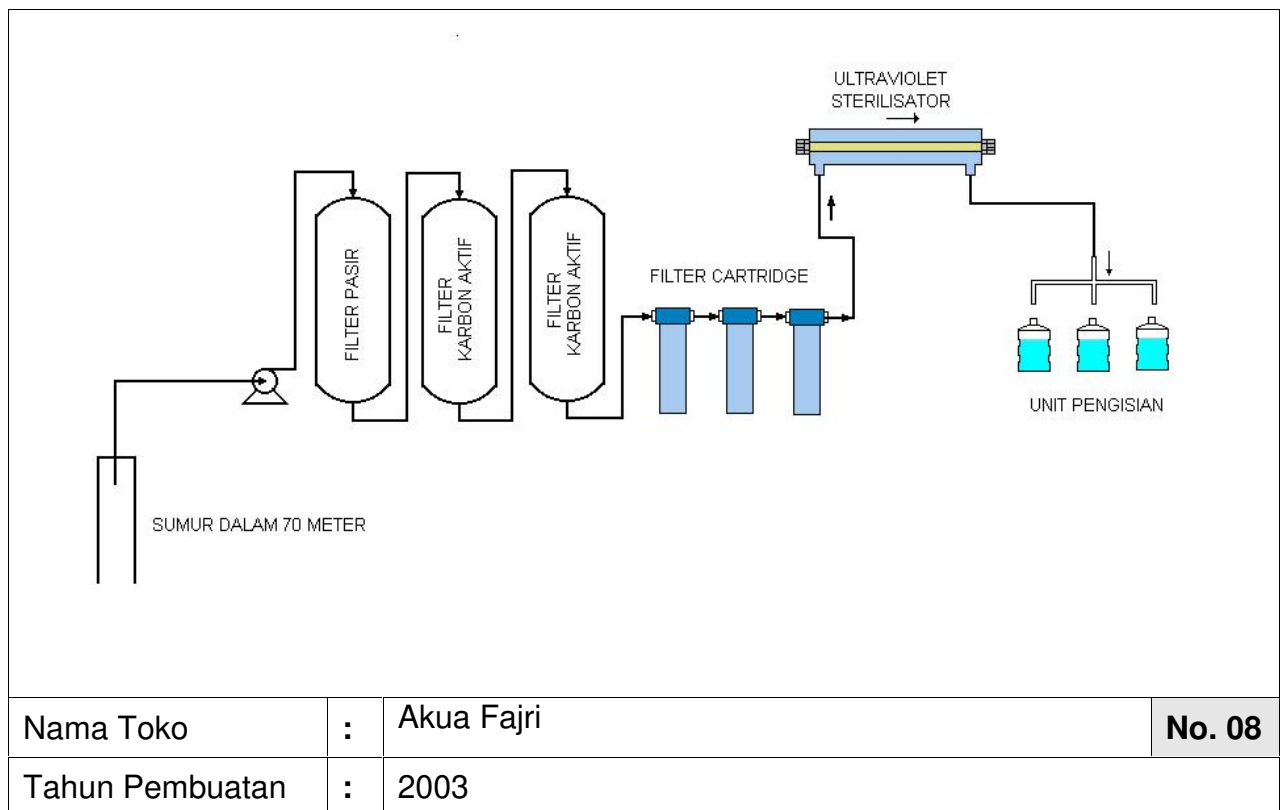 ULTRAVIOLET
STERILISATOR
FILTER PASIR
FILTER
KARBON AKTIF
FILTER
KARBON AKTIF
FILTER CARTRIDGE
UNIT PENGISIAN
SUMUR DALAM 70 METER
Nama Toko : Akua Fajri No. 08
Tahun Pembuatan : 2003